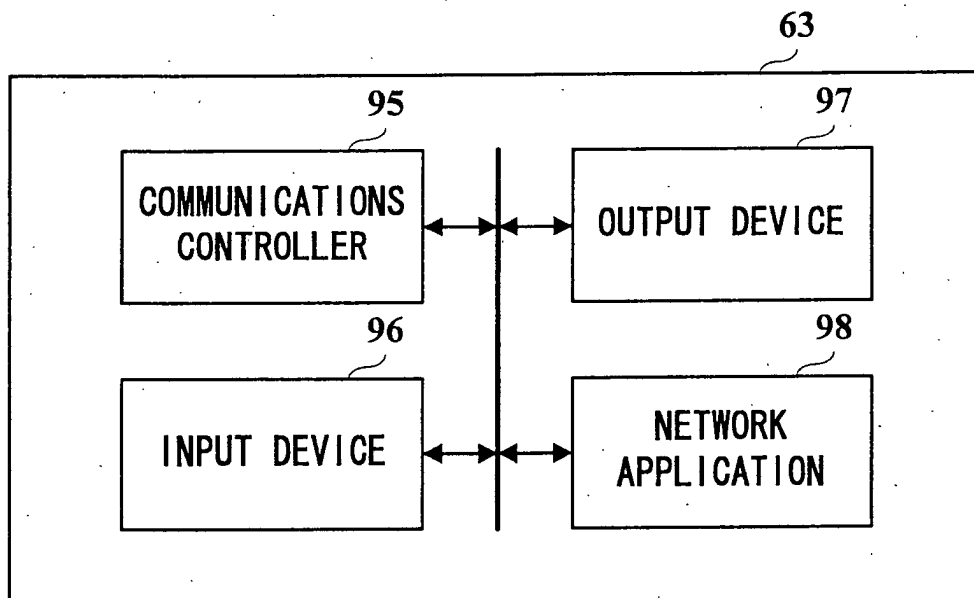 63
95
COMMUNICATIONS
CONTROLLER
97
OUTPUT DEVICE
96
INPUT DEVICE
98
NETWORK
APPLICATION